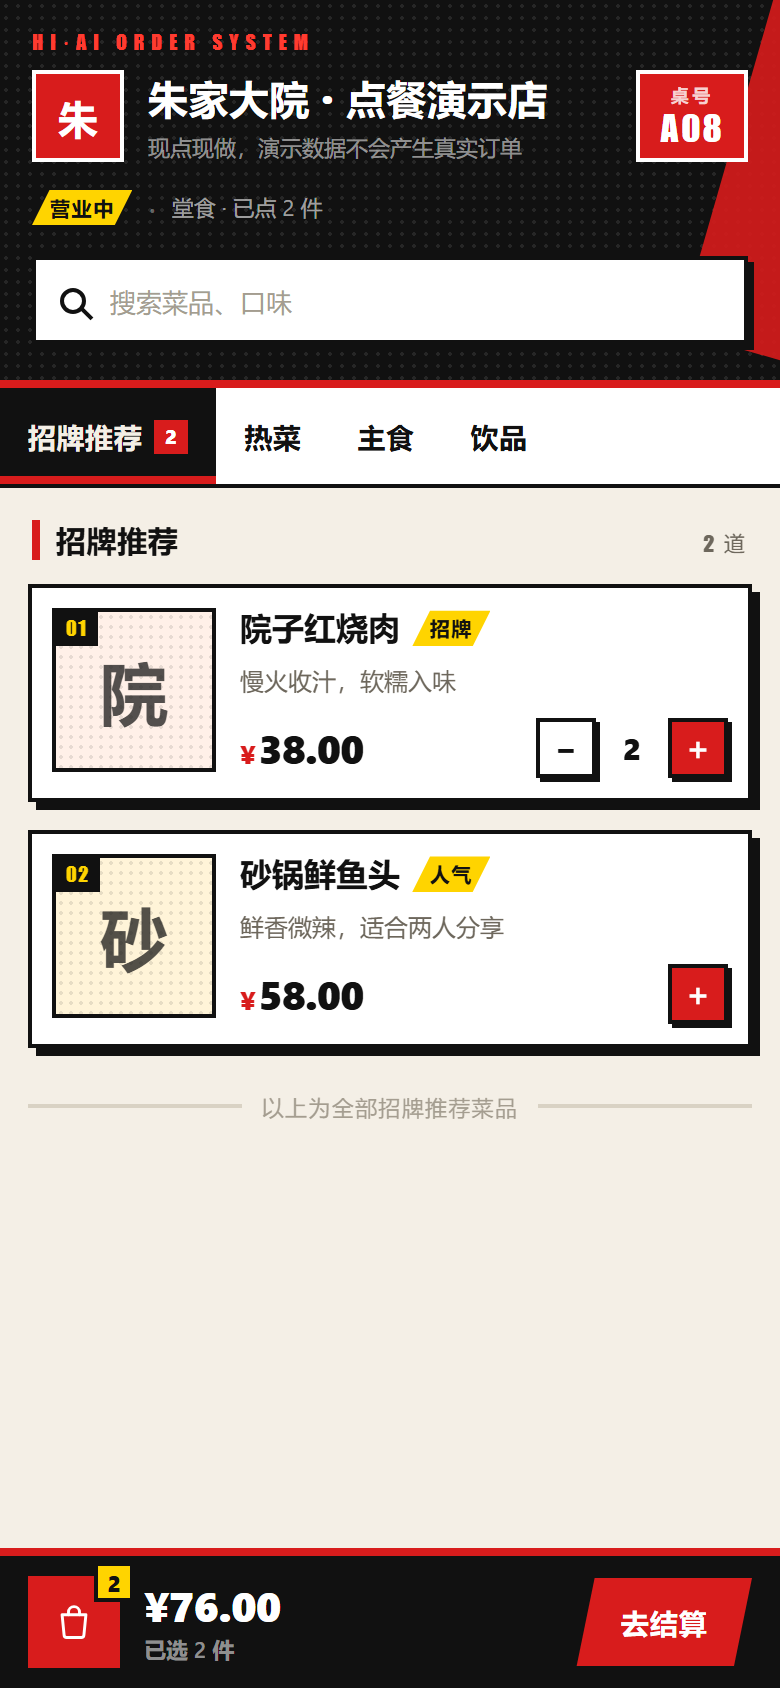 HI·AI ORDER SYSTEM
朱
朱家大院·点餐演示店
现点现做，演示数据不会产生真实订单
桌号
A08
营业中
· 堂食·已点 2 件
搜索菜品、口味
招牌推荐 2 热菜 主食 饮品
招牌推荐
2 道
01
院
院子红烧肉 招牌
慢火收汁，软糯入味
¥38.00
− 2 +
02
砂
砂锅鲜鱼头 人气
鲜香微辣，适合两人分享
¥58.00
+
以上为全部招牌推荐菜品
2
¥76.00
已选 2 件
去结算